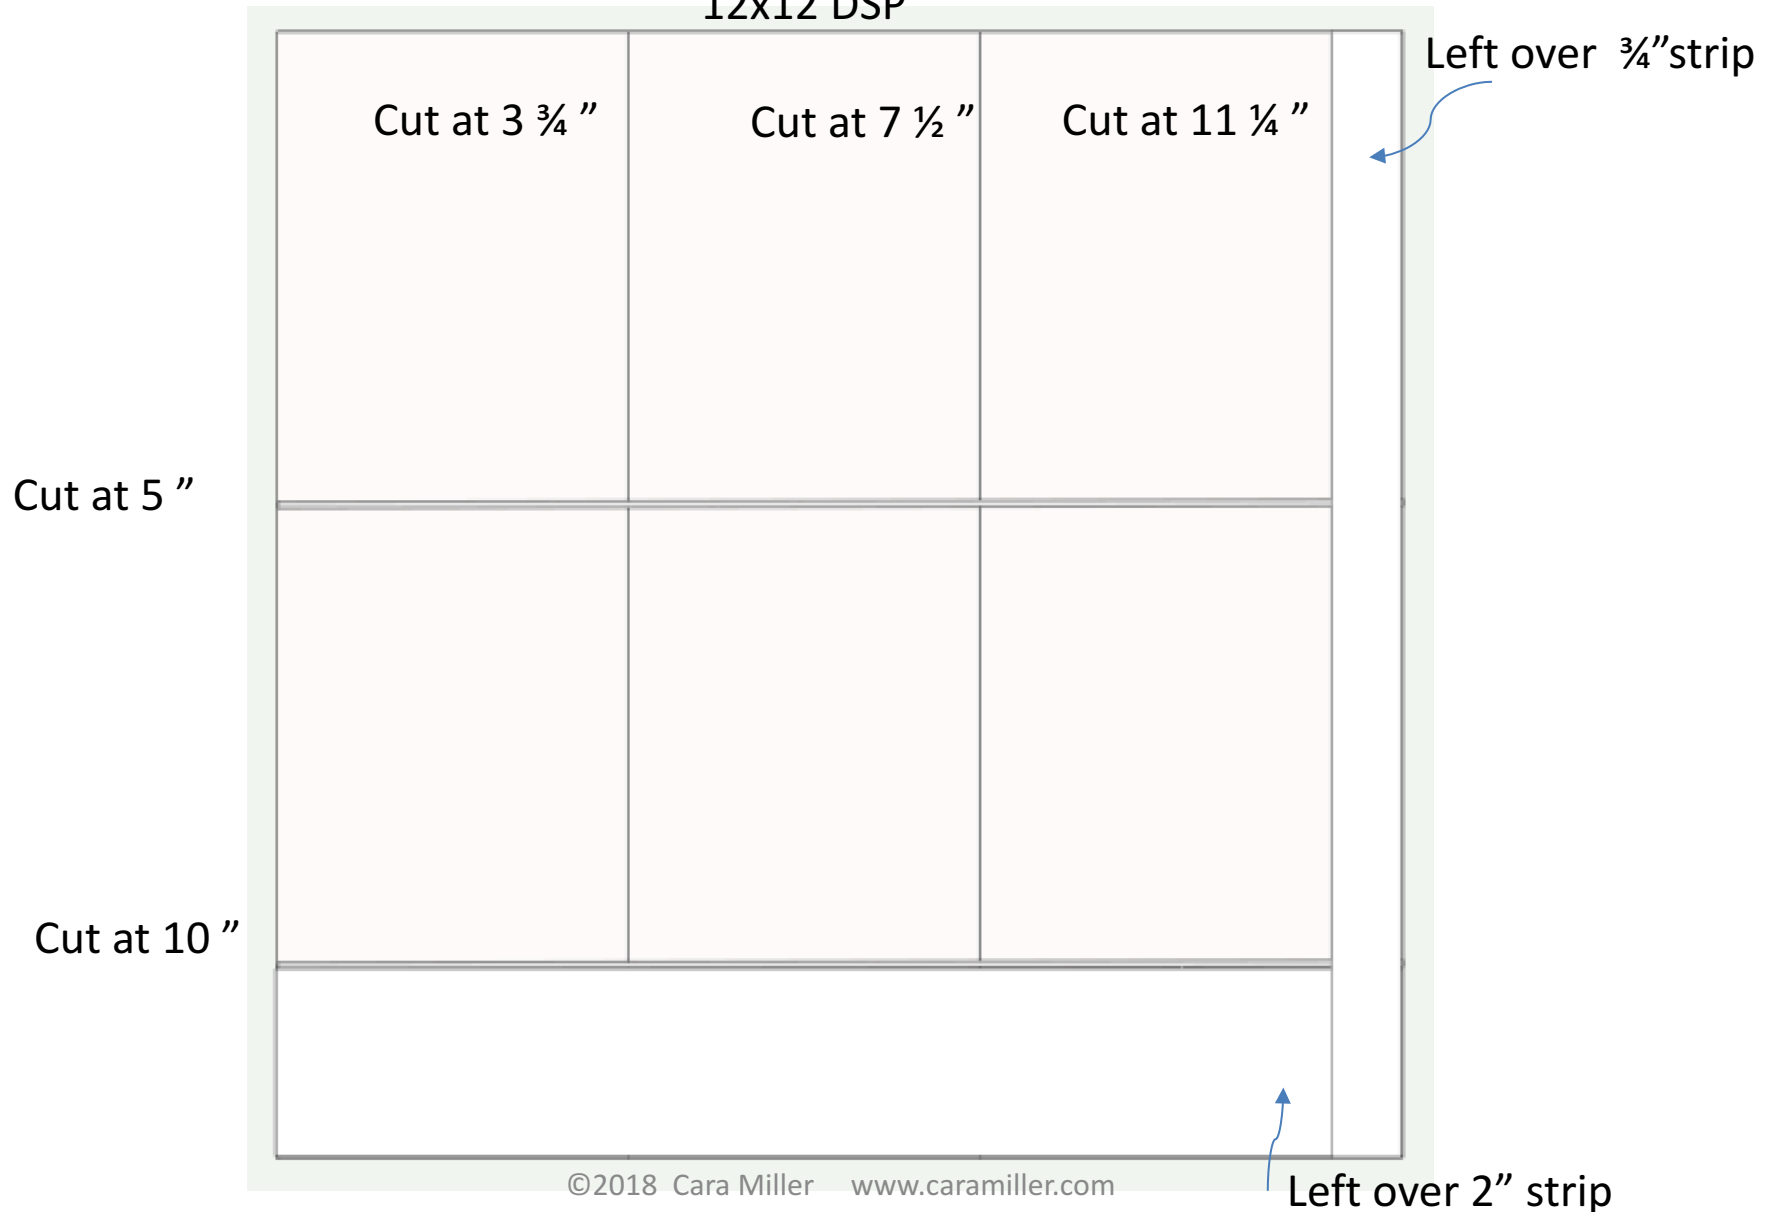 12x12 DSP
Left over ¾”strip
Cut at 3 ¾ ”
Cut at 7 ½ ”
Cut at 11 ¼ ”
Cut at 5 ”
Cut at 10 ”
©2018 Cara Miller www.caramiller.com
Left over 2” strip